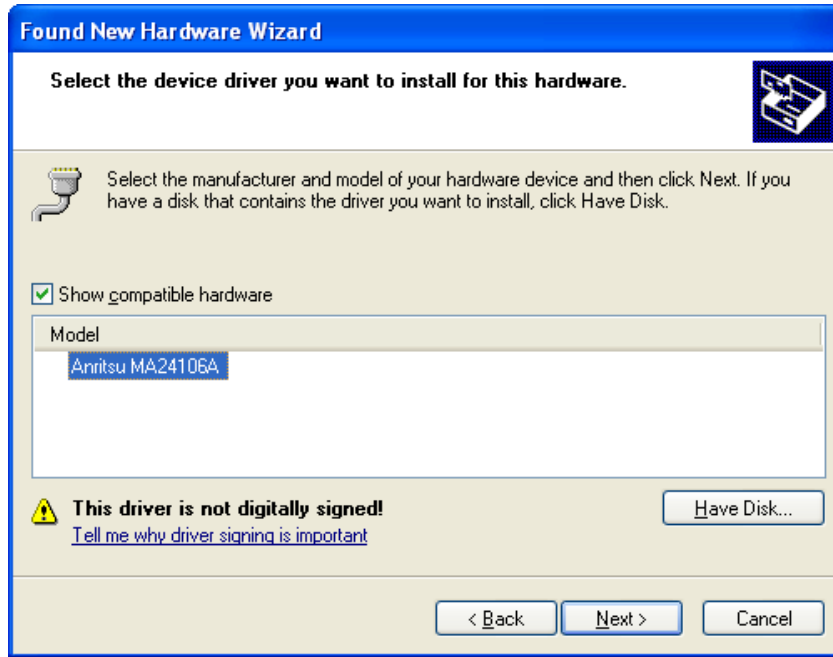 Found New Hardware Wizard
Select the device driver you want to install for this hardware.
Select the manufacturer and model of your hardware device and then click Next. If you
have a disk that contains the driver you want to install, click Have Disk.
Show compatible hardware
Model
Anritsu MA24106A
This driver is not digitally signed!
Have Disk...
Tell me why driver signing is important
< Back
Next >
Cancel